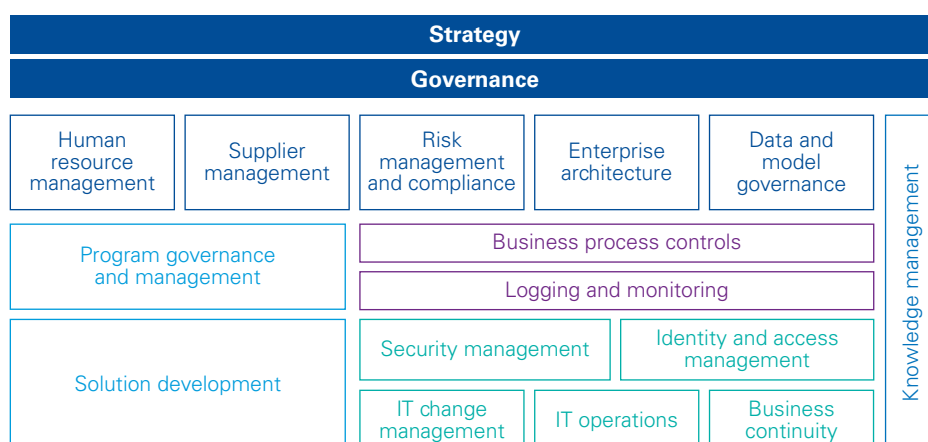 Strategy
Governance
Human
resource
management
Supplier
management
Risk
management
and compliance
Enterprise
architecture
Data and
model
governance
Knowledge management
Program governance
and management
Business process controls
Logging and monitoring
Solution development
Security management
Identity and access
management
IT change
management
IT operations
Business
continuity